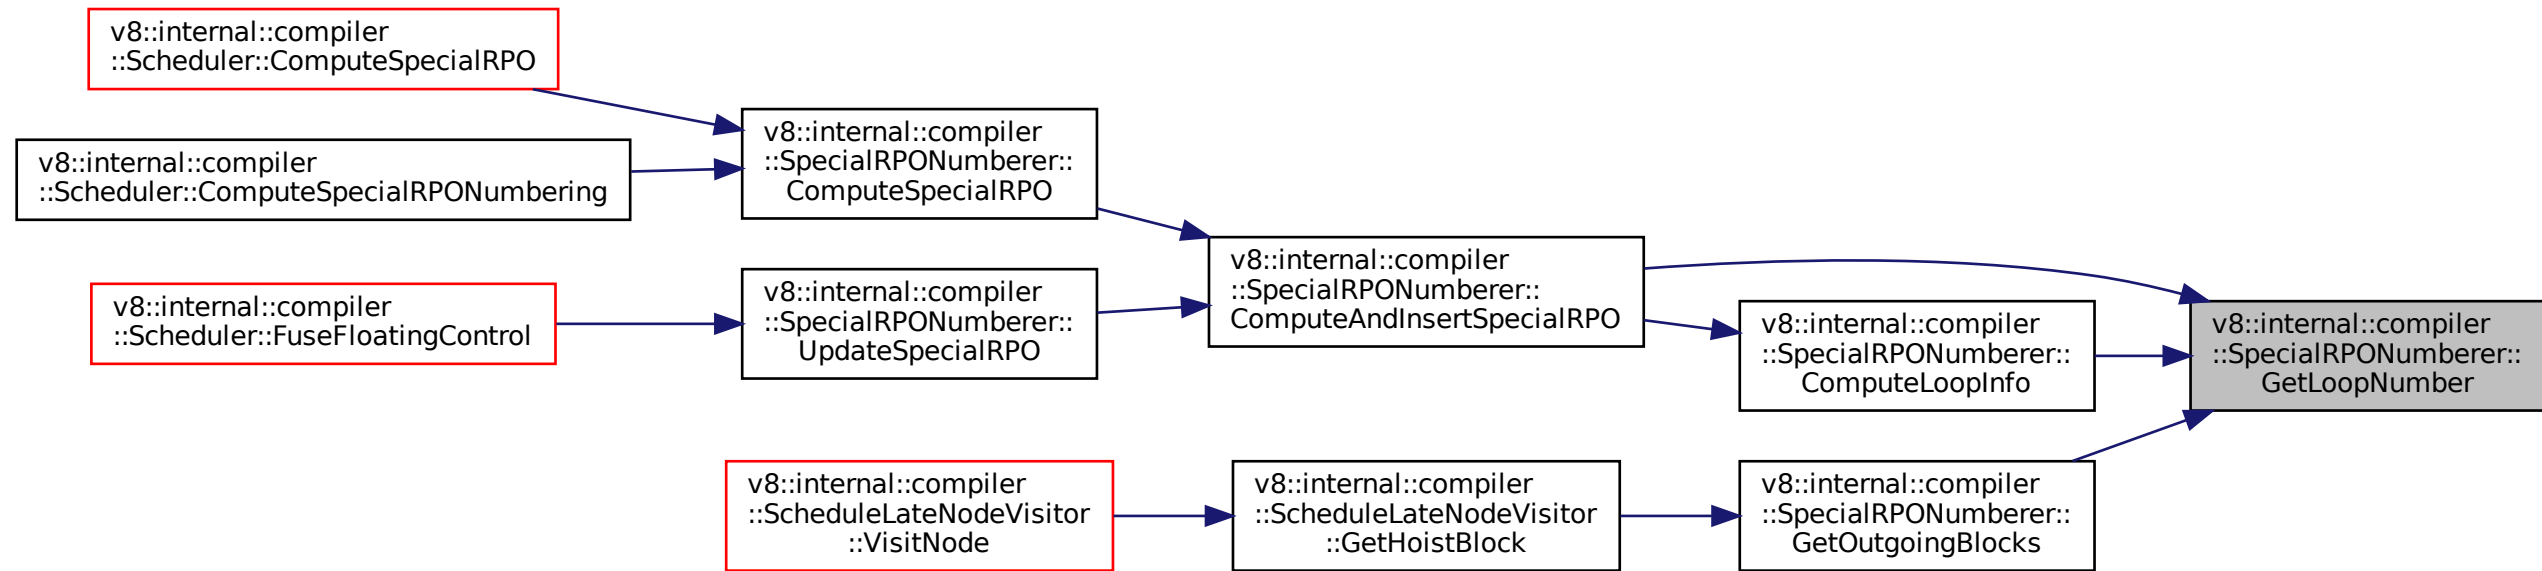 v8::internal::compiler
::Scheduler::ComputeSpecialRPO
v8::internal::compiler
::Scheduler::ComputeSpecialRPONumbering
v8::internal::compiler
::SpecialRPONumberer::
ComputeSpecialRPO
v8::internal::compiler
::Scheduler::FuseFloatingControl
v8::internal::compiler
::SpecialRPONumberer::
UpdateSpecialRPO
v8::internal::compiler
::SpecialRPONumberer::
ComputeAndInsertSpecialRPO
v8::internal::compiler
::SpecialRPONumberer::
ComputeLoopInfo
v8::internal::compiler
::SpecialRPONumberer::
GetLoopNumber
v8::internal::compiler
::ScheduleLateNodeVisitor
::VisitNode
v8::internal::compiler
::ScheduleLateNodeVisitor
::GetHoistBlock
v8::internal::compiler
::SpecialRPONumberer::
GetOutgoingBlocks